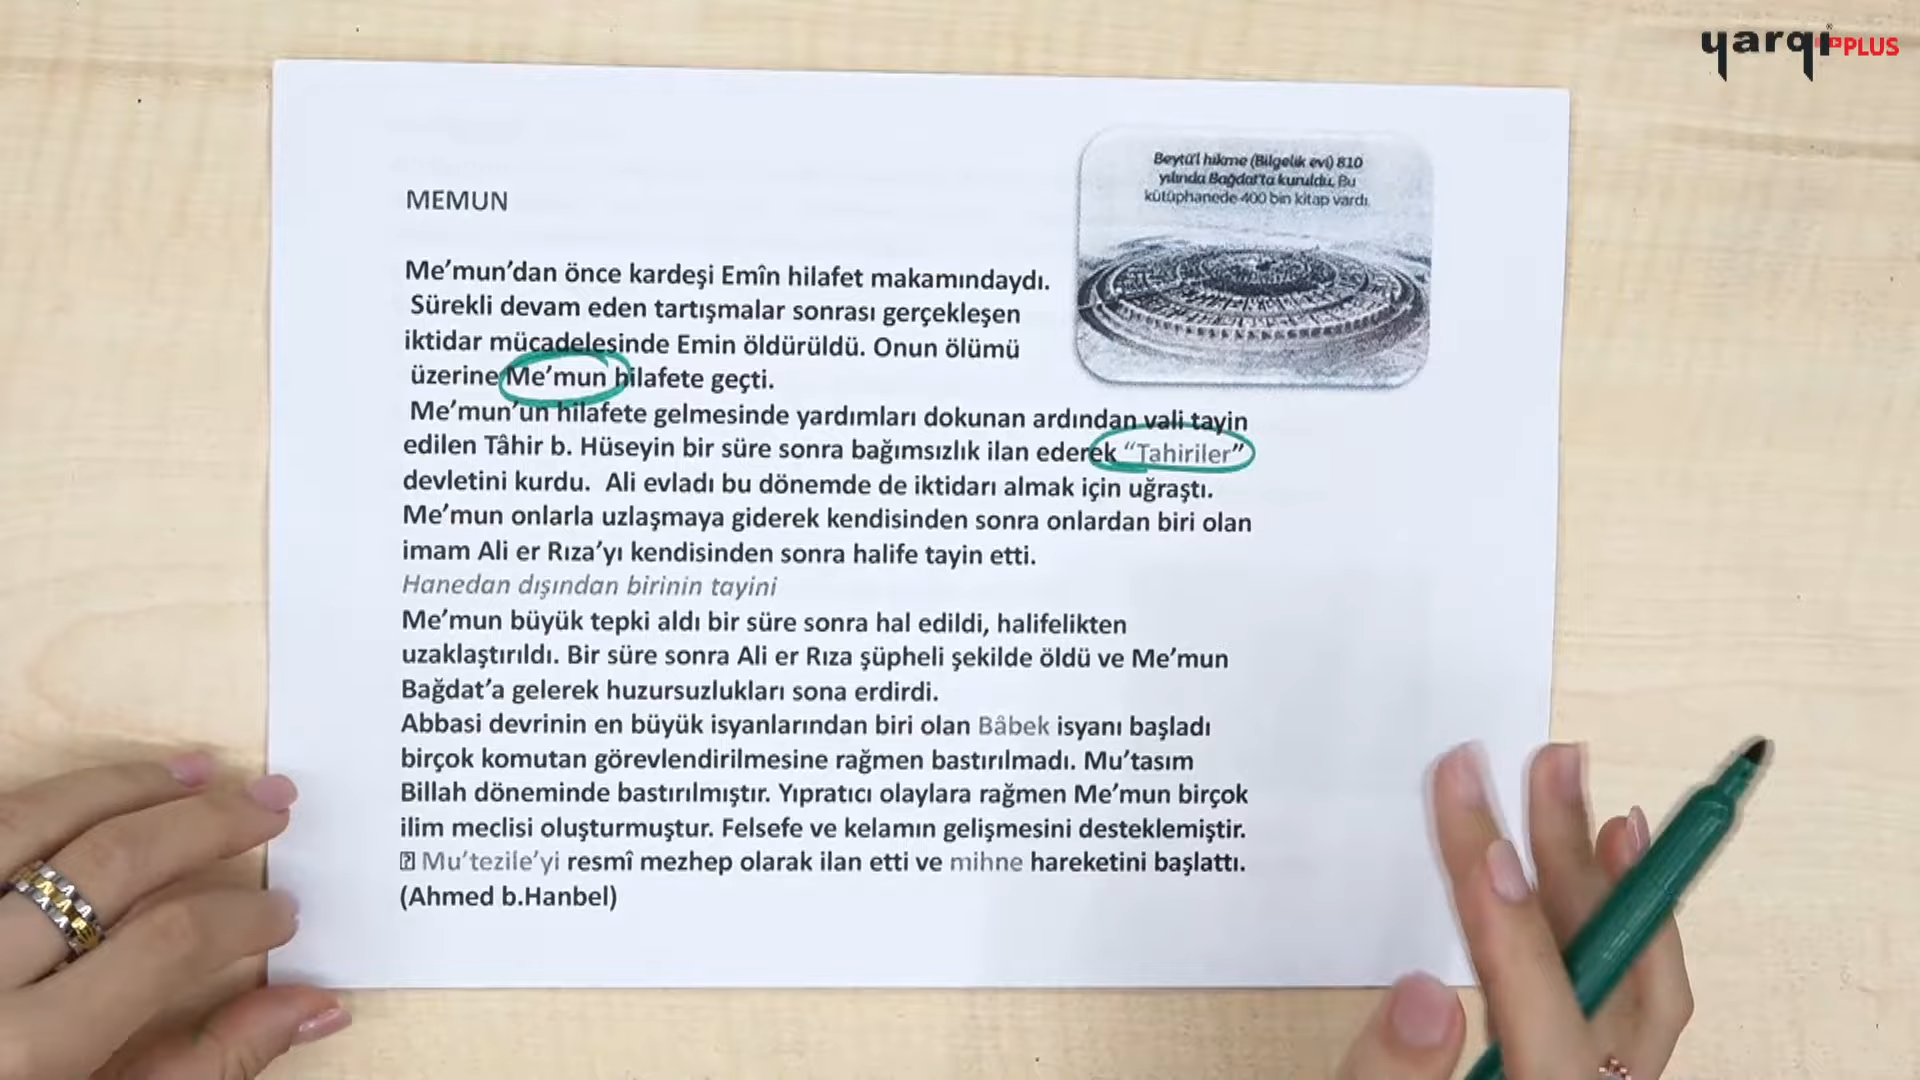 yarqı PLUS
Beytü'l hikme (Bilgelik evi) 810
yılında Bağdat'ta kuruldu. Bu
kütüphanede 400 bin kitap vardı.
MEMUN
Me'mun'dan önce kardeşi Emîn hilafet makamındaydı.
Sürekli devam eden tartışmalar sonrası gerçekleşen
iktidar mücadelesinde Emin öldürüldü. Onun ölümü
üzerine Me'mun hilafete geçti.
Me'mun'un hilafete gelmesinde yardımları dokunan ardından vali tayin
edilen Tâhir b. Hüseyin bir süre sonra bağımsızlık ilan ederek "Tahiriler"
devletini kurdu. Ali evladı bu dönemde de iktidarı almak için uğraştı.
Me'mun onlarla uzlaşmaya giderek kendisinden sonra onlardan biri olan
imam Ali er Rıza'yı kendisinden sonra halife tayin etti.
Hanedan dışından birinin tayini
Me'mun büyük tepki aldı bir süre sonra hal edildi, halifelikten
uzaklaştırıldı. Bir süre sonra Ali er Rıza şüpheli şekilde öldü ve Me'mun
Bağdat'a gelerek huzursuzlukları sona erdirdi.
Abbasi devrinin en büyük isyanlarından biri olan Bâbek isyanı başladı
birçok komutan görevlendirilmesine rağmen bastırılmadı. Mu'tasım
Billah döneminde bastırılmıştır. Yıpratıcı olaylara rağmen Me'mun birçok
ilim meclisi oluşturmuştur. Felsefe ve kelamın gelişmesini desteklemiştir.
Mu'tezile'yi resmî mezhep olarak ilan etti ve mihne hareketini başlattı.
(Ahmed b.Hanbel)